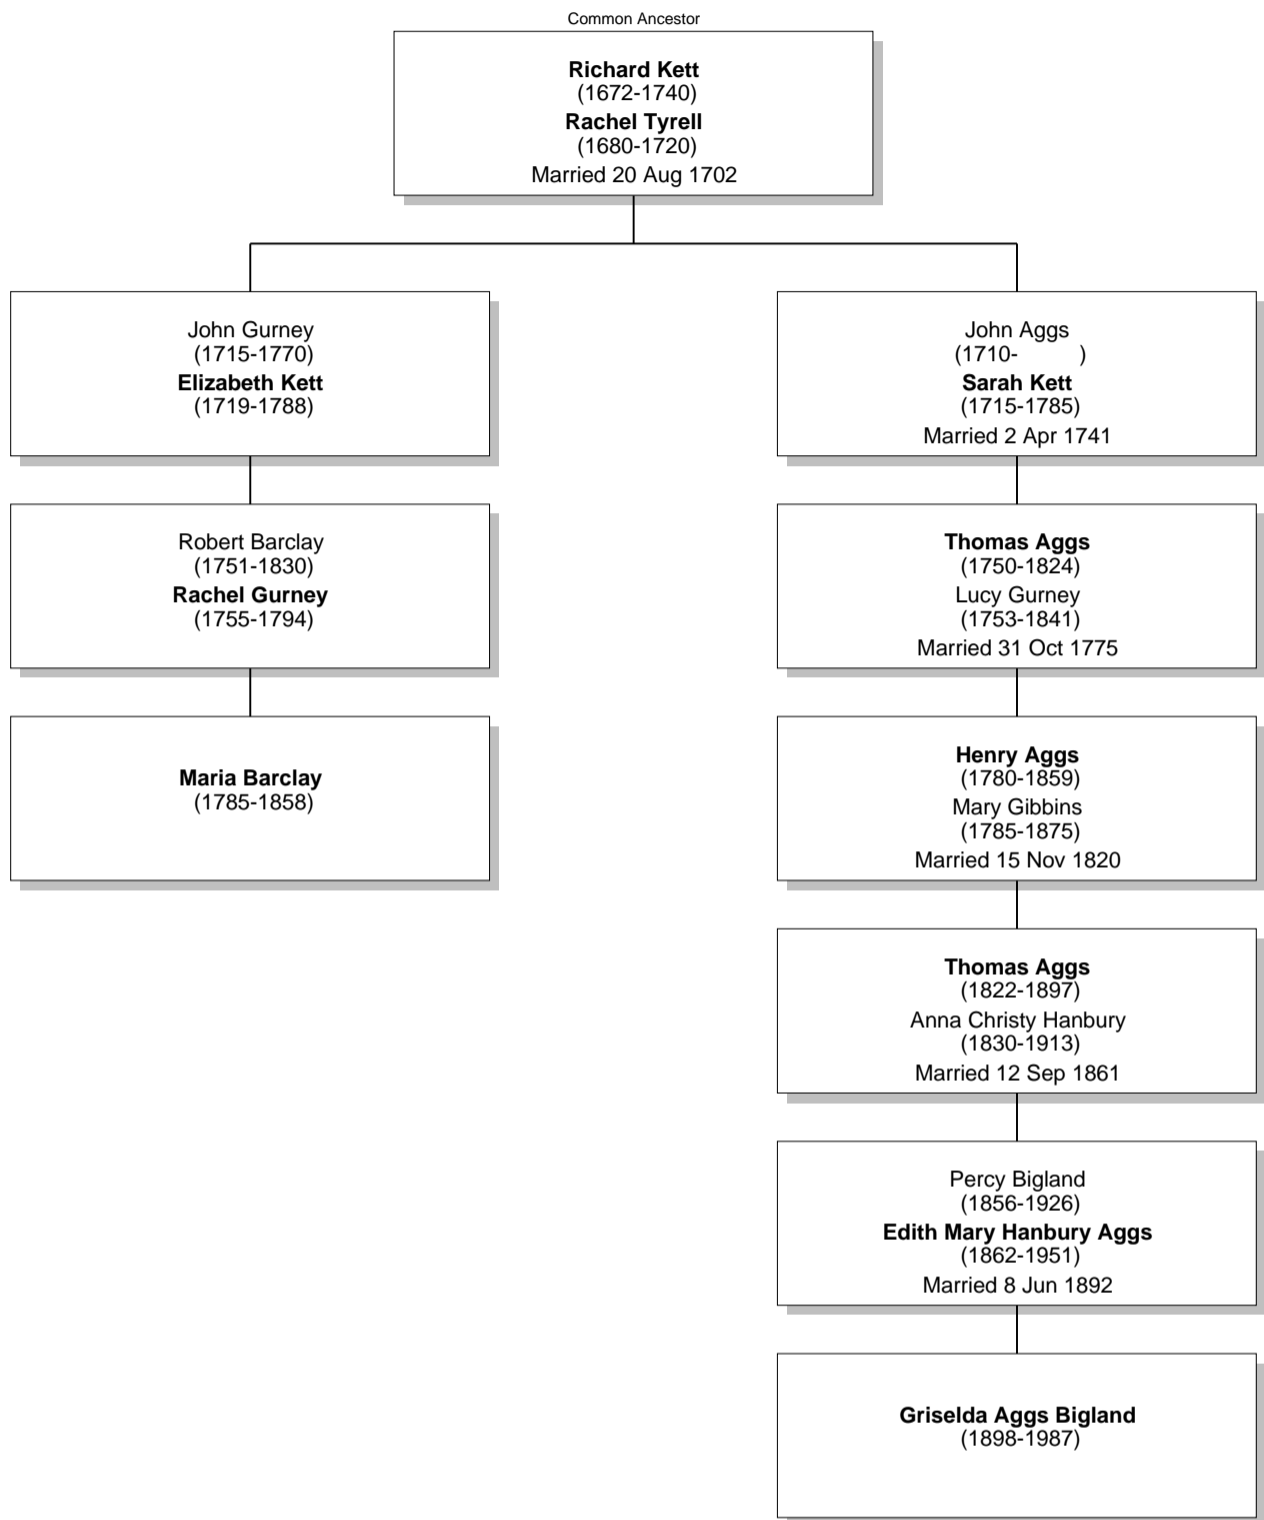 Common Ancestor
Richard Kett
(1672-1740)
Rachel Tyrell
(1680-1720)
Married 20 Aug 1702
John Gurney
(1715-1770)
Elizabeth Kett
(1719-1788)
John Aggs
(1710- )
Sarah Kett
(1715-1785)
Married 2 Apr 1741
Robert Barclay
(1751-1830)
Rachel Gurney
(1755-1794)
Thomas Aggs
(1750-1824)
Lucy Gurney
(1753-1841)
Married 31 Oct 1775
Maria Barclay
(1785-1858)
Henry Aggs
(1780-1859)
Mary Gibbins
(1785-1875)
Married 15 Nov 1820
Thomas Aggs
(1822-1897)
Anna Christy Hanbury
(1830-1913)
Married 12 Sep 1861
Percy Bigland
(1856-1926)
Edith Mary Hanbury Aggs
(1862-1951)
Married 8 Jun 1892
Griselda Aggs Bigland
(1898-1987)